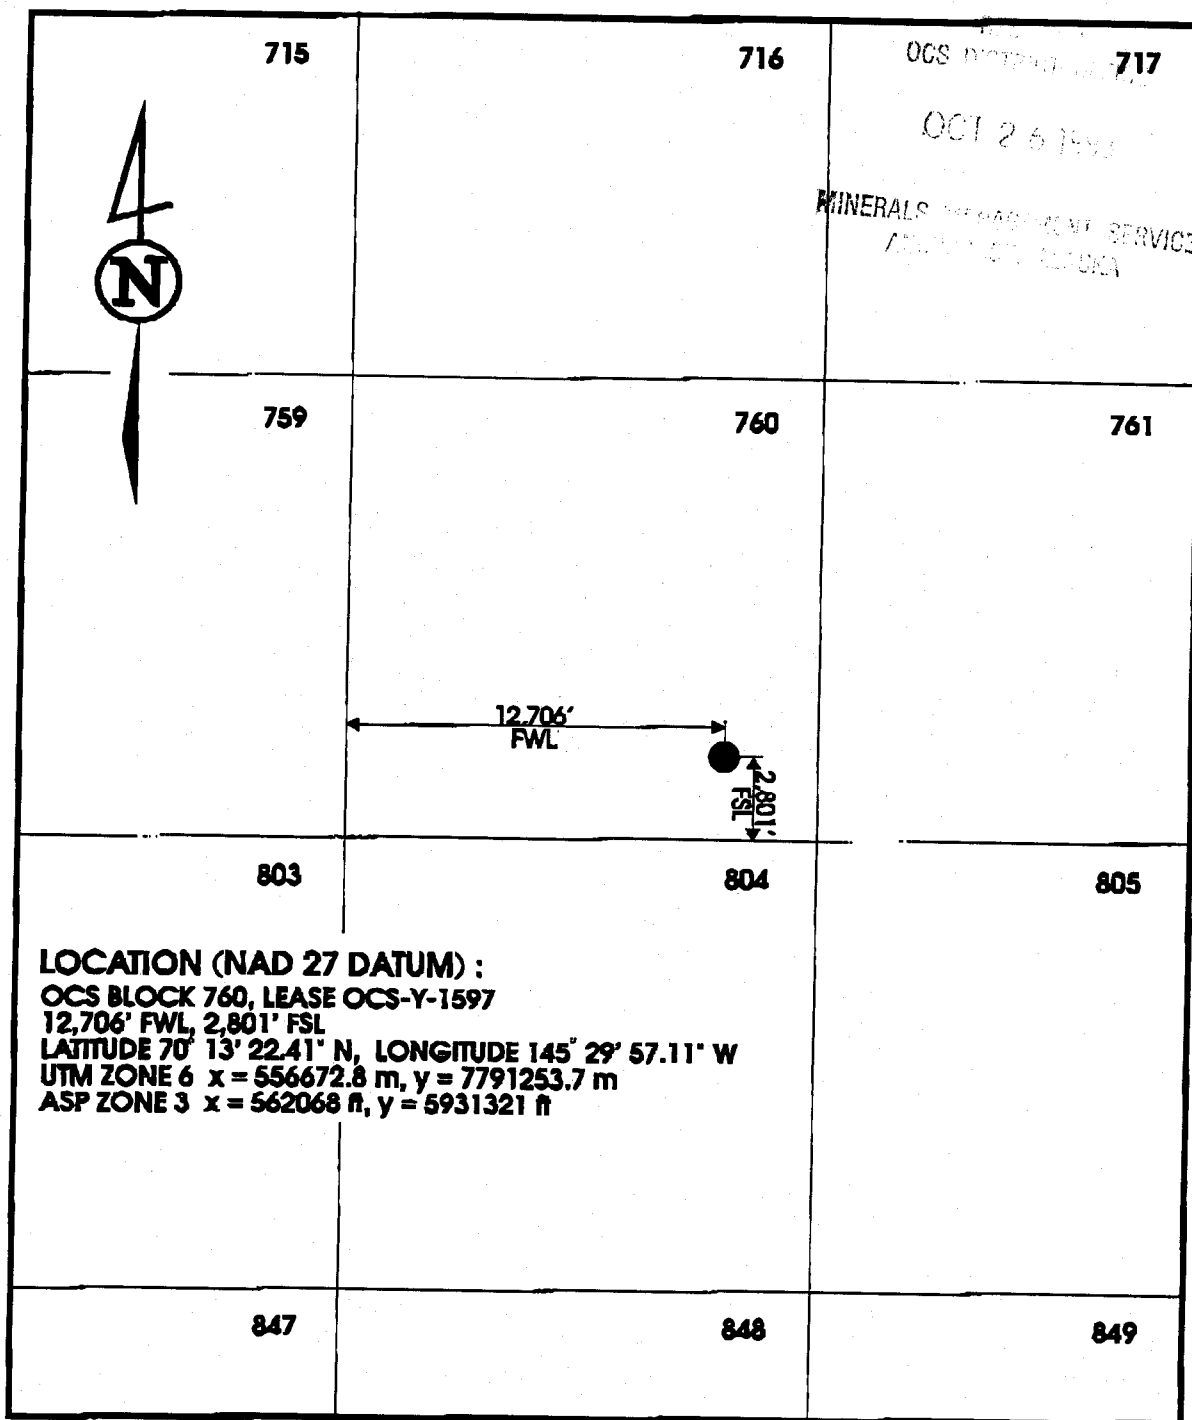 715
716
717
OCS
OCT 2 6
MINERALS SERVICE
N
759
760
761
12,706'
FWL
2,801'
FSL
803
804
805
LOCATION (NAD 27 DATUM) :
OCS BLOCK 760, LEASE OCS-Y-1597
12,706' FWL, 2,801' FSL
LATITUDE 70° 13' 22.41" N, LONGITUDE 145° 29' 57.11" W
UTM ZONE 6 x = 556672.8 m, y = 7791253.7 m
ASP ZONE 3 x = 562068 ft, y = 5931321 ft
847
848
849